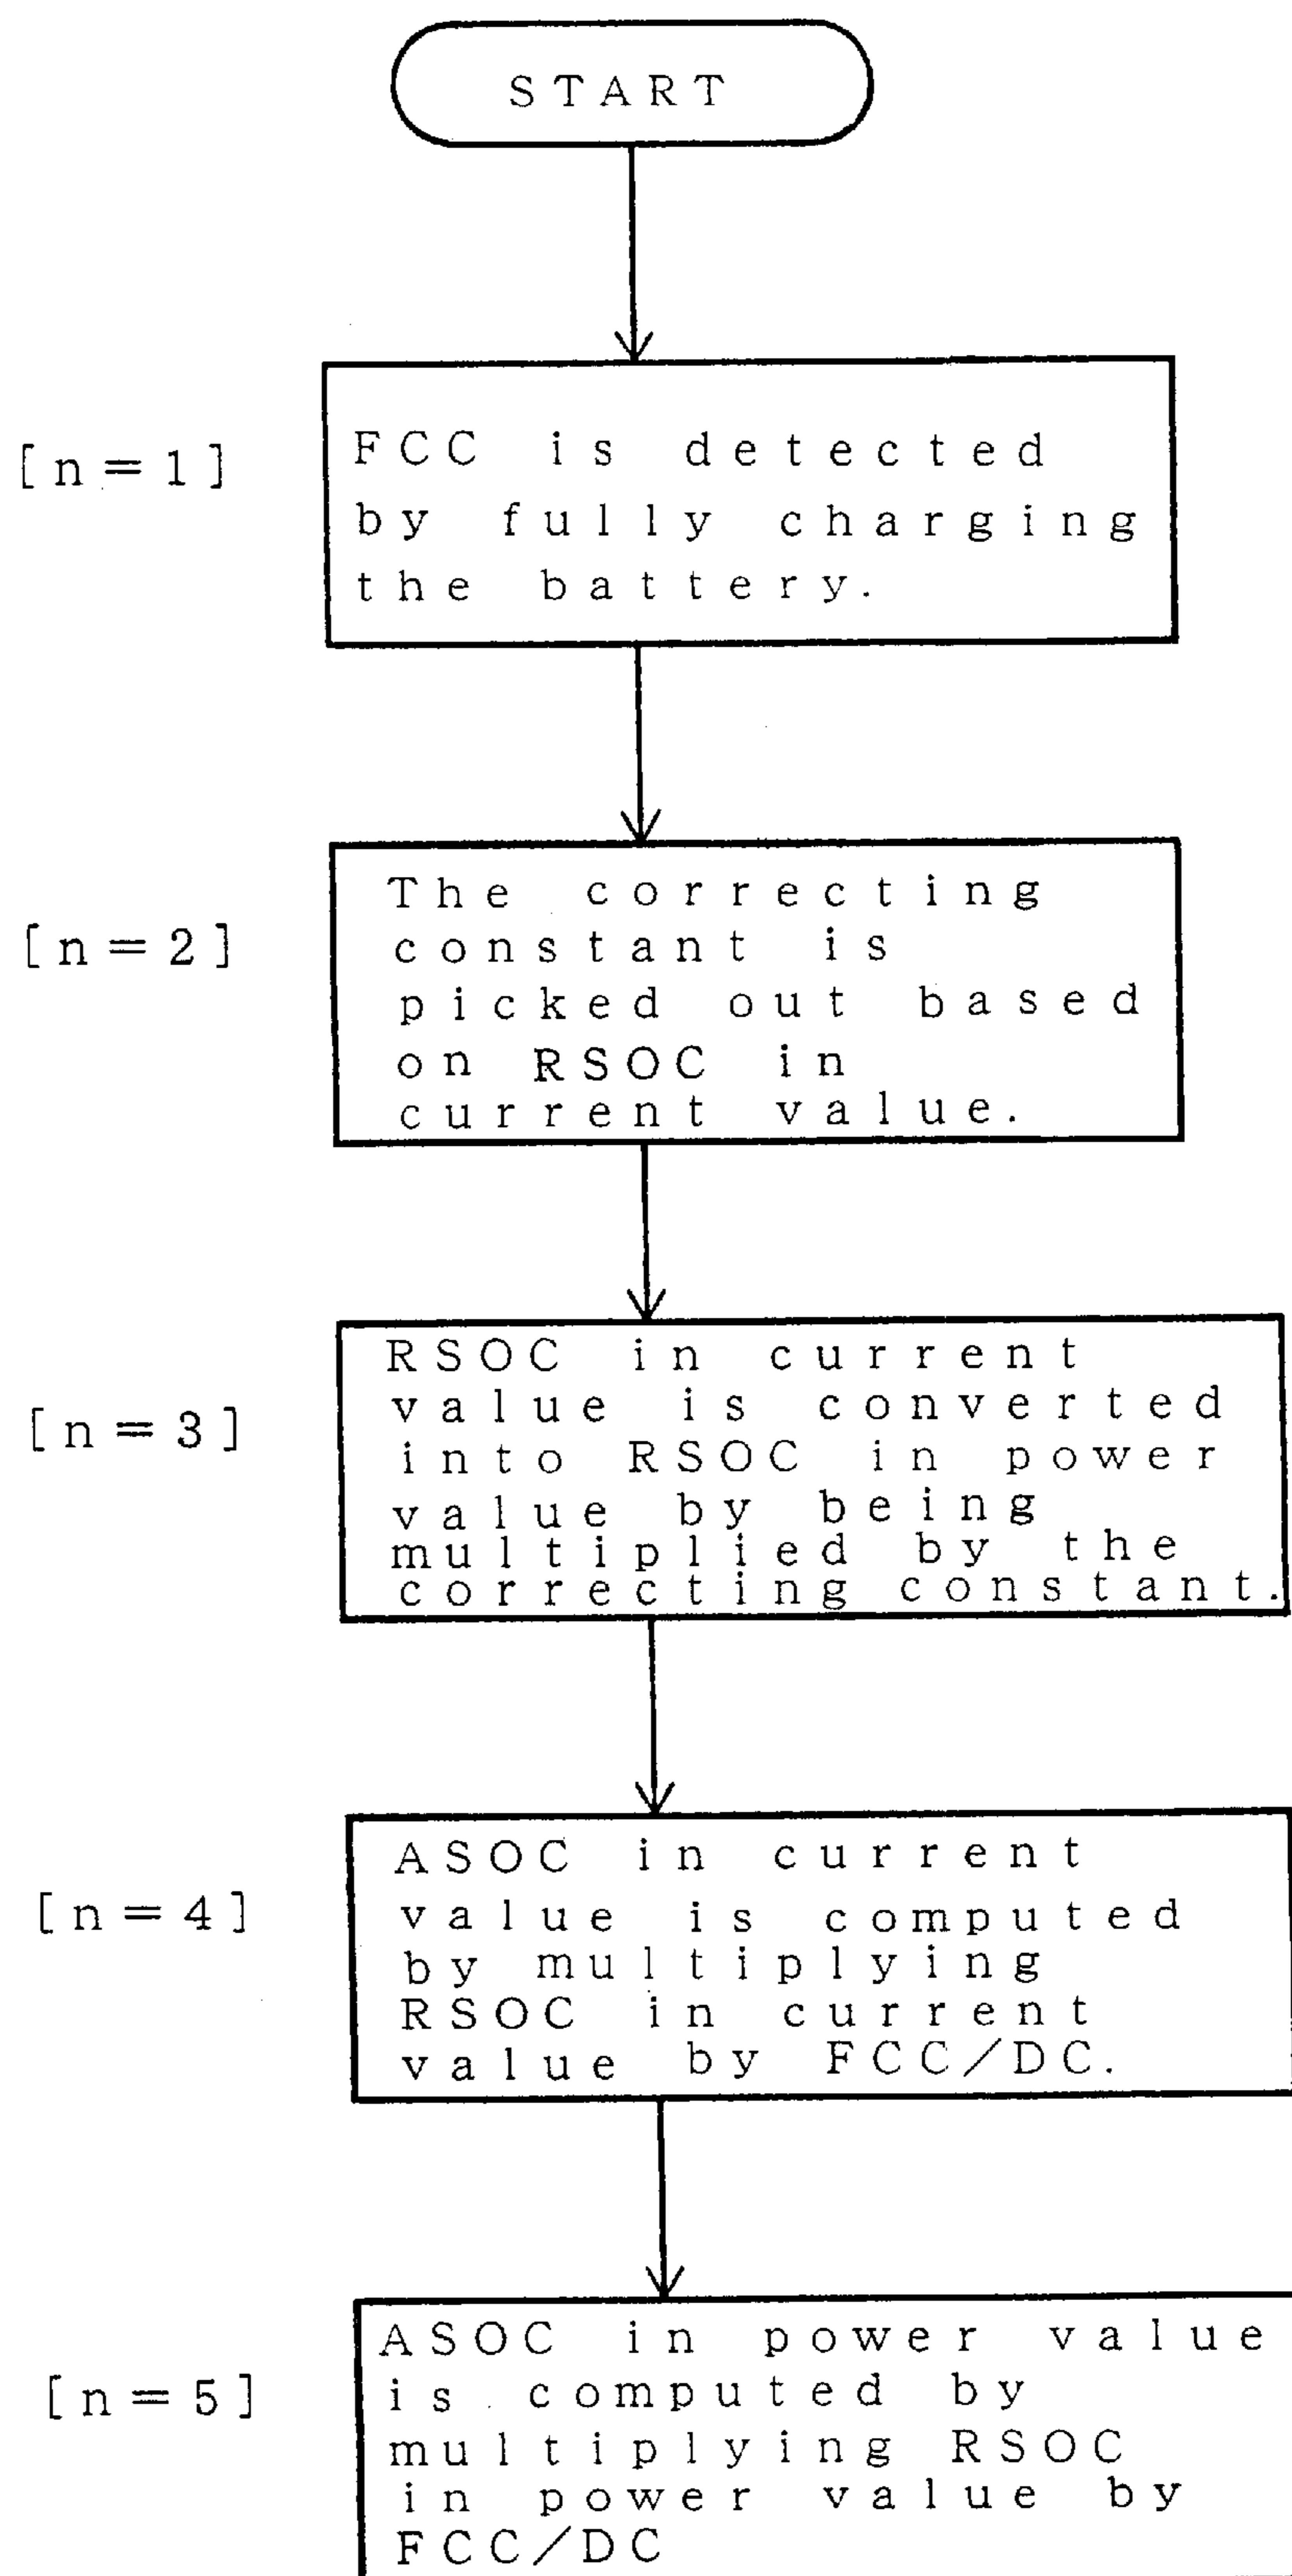 START
[n=1]
FCC is detected
by fully charging
the battery.
[n=2]
The correcting
constant is
picked out based
on RSOC in
current value.
[n=3]
RSOC in current
value is converted
into RSOC in power
value by being
multiplied by the
correcting constant.
[n=4]
ASOC in current
value is computed
by multiplying
RSOC in current
value by FCC/DC.
[n=5]
ASOC in power value
is computed by
multiplying RSOC
in power value by
FCC/DC